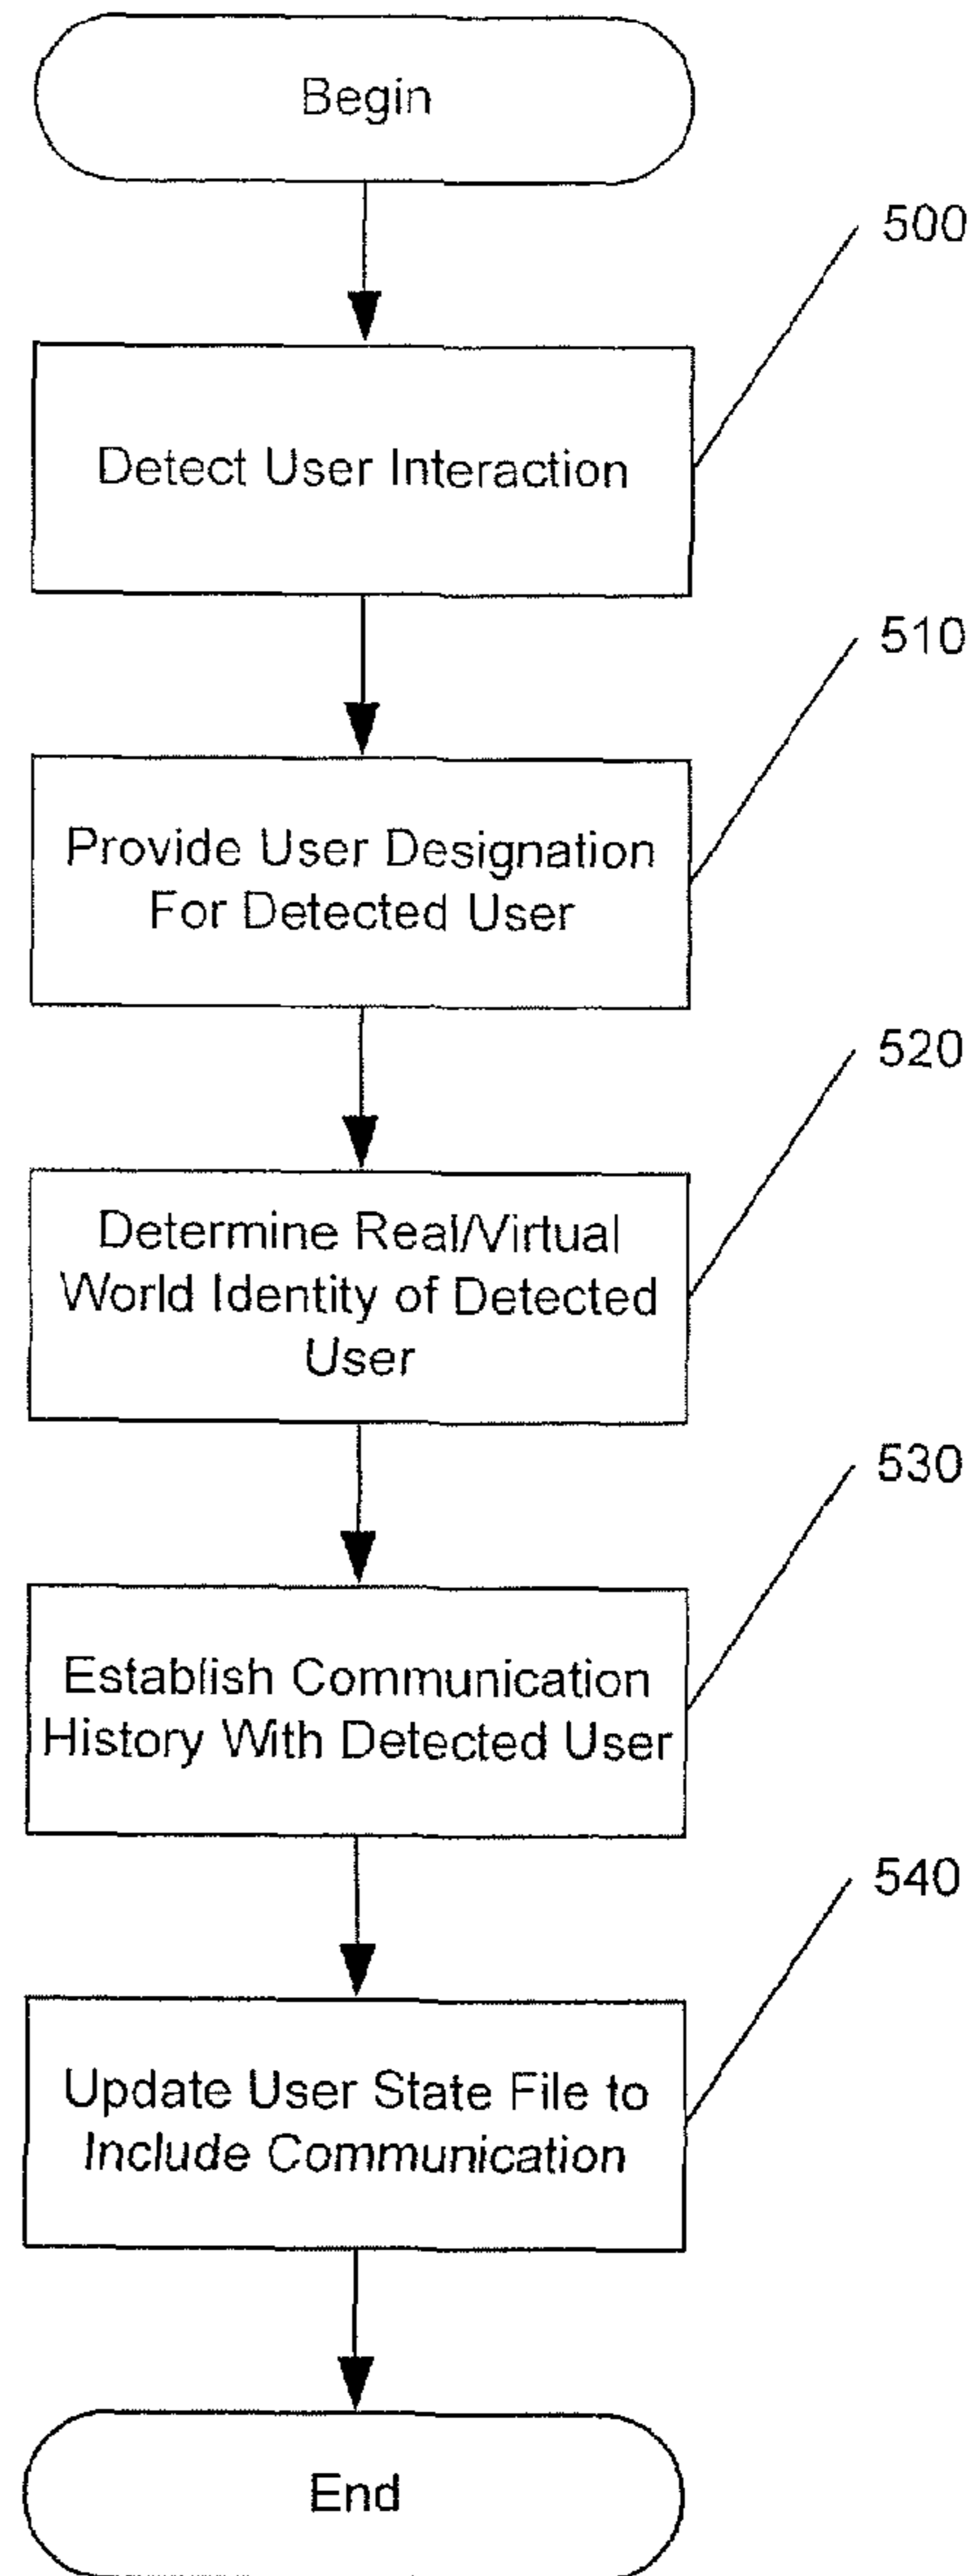 Begin
500
Detect User Interaction
510
Provide User Designation
For Detected User
520
Determine Real/Virtual
World Identity of Detected
User
530
Establish Communication
History With Detected User
540
Update User State File to
Include Communication
End